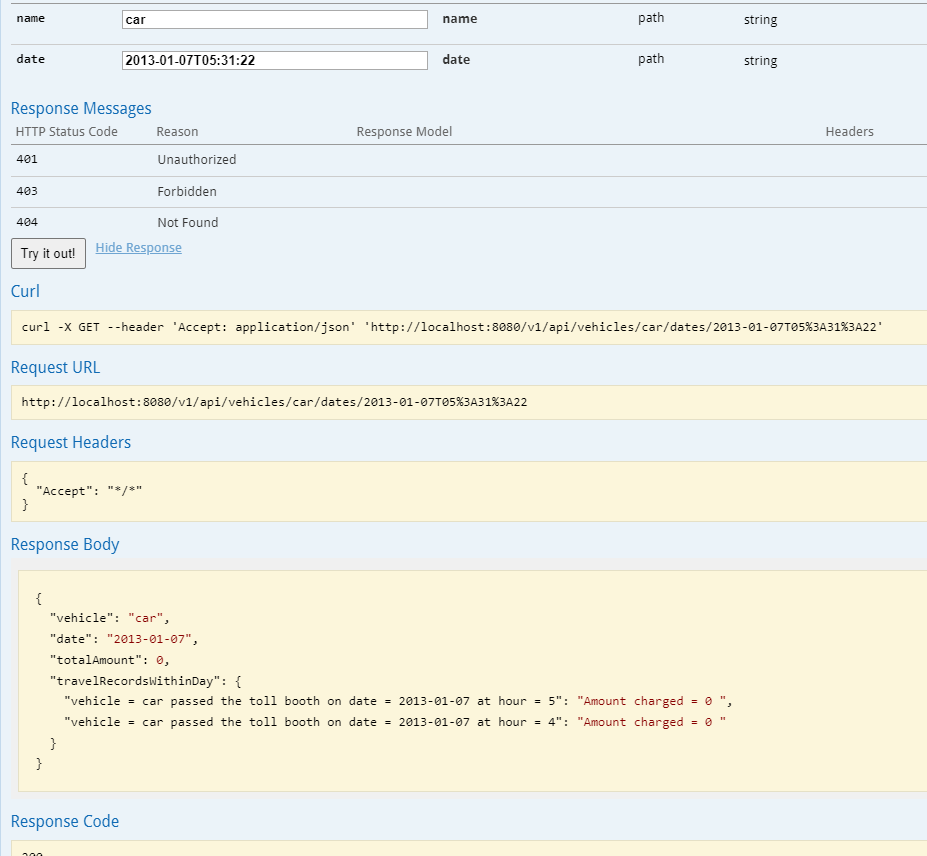 name car name path string
date 2013-01-07T05:31:22 date path string
Response Messages
HTTP Status Code Reason Response Model Headers
401 Unauthorized
403 Forbidden
404 Not Found
Try it out! Hide Response
Curl
curl -X GET --header 'Accept: application/json' 'http://localhost:8080/v1/api/vehicles/car/dates/2013-01-07T05%3A31%3A22'
Request URL
http://localhost:8080/v1/api/vehicles/car/dates/2013-01-07T05%3A31%3A22
Request Headers
{
"Accept": "*/*"
}
Response Body
{
"vehicle": "car",
"date": "2013-01-07",
"totalAmount": 0,
"travelRecordsWithinDay": {
"vehicle = car passed the toll booth on date = 2013-01-07 at hour = 5": "Amount charged = 0 ",
"vehicle = car passed the toll booth on date = 2013-01-07 at hour = 4": "Amount charged = 0 "
}
}
Response Code